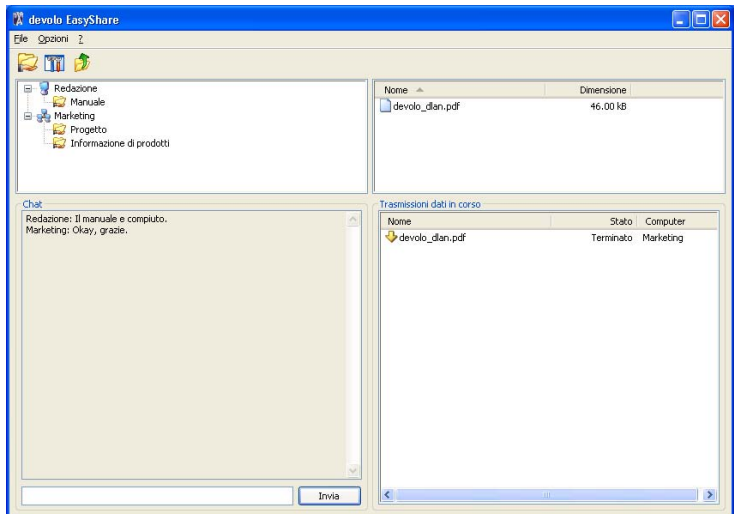 devolo EasyShare
File Opzioni ?
Redazione
Manuale
Marketing
Progetto
Informazione di prodotti
Nome Dimensione
devolo_dlan.pdf 46.00 kB
Chat
Redazione: Il manuale e compiuto.
Marketing: Okay, grazie.
Invia
Trasmissioni dati in corso
Nome Stato Computer
devolo_dlan.pdf Terminato Marketing